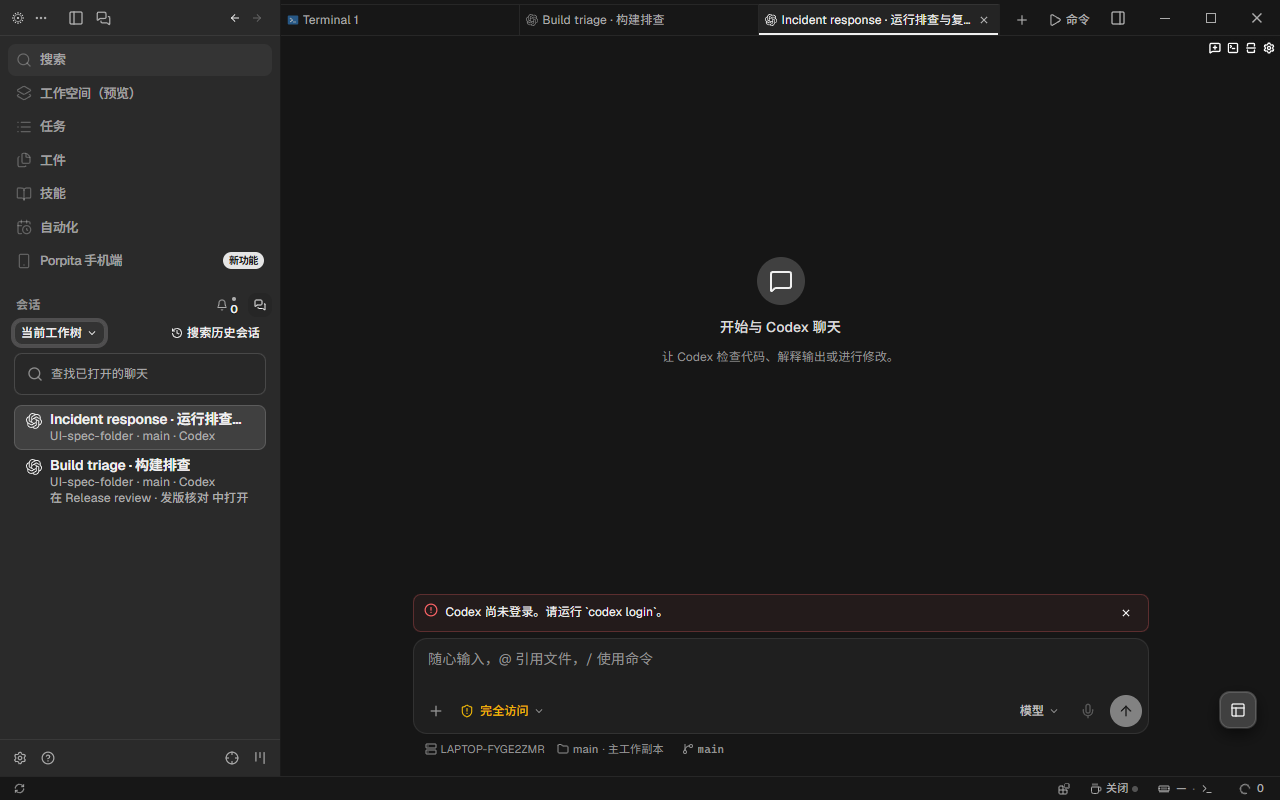 Terminal 1
Build triage · 构建排查
Incident response · 运行排查与复...
命令
搜索
工作空间（预览）
任务
工件
技能
自动化
Porpita 手机端
新功能
会话
0
当前工作树
搜索历史会话
查找已打开的聊天
Incident response · 运行排查...
UI-spec-folder · main · Codex
Build triage · 构建排查
UI-spec-folder · main · Codex
在 Release review · 发版核对 中打开
开始与 Codex 聊天
让 Codex 检查代码、解释输出或进行修改。
Codex 尚未登录。请运行 `codex login`。
随心输入，@ 引用文件，/ 使用命令
完全访问
模型
LAPTOP-FYGE2ZMR
main · 主工作副本
main
关闭
— ·
0